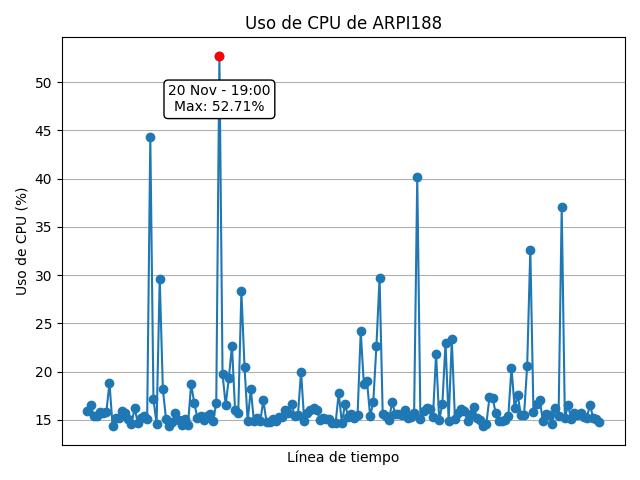 Uso de CPU de ARPI188
20 Nov - 19:00
Max: 52.71%
50
45
40
35
30
25
20
15
Uso de CPU (%)
Línea de tiempo